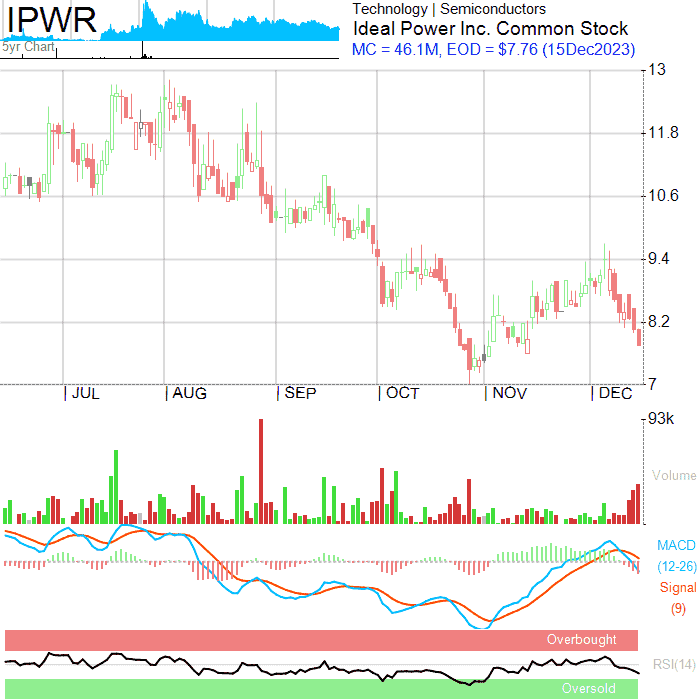 IPWR
5yr Chart
Technology | Semiconductors
Ideal Power Inc. Common Stock
MC = 46.1M, EOD = $7.76 (15Dec2023)
13
11.8
10.6
9.4
8.2
7
| JUL | AUG | SEP | OCT | NOV | DEC
93k
Volume
MACD
(12-26)
Signal
(9)
Overbought
RSI(14)
Oversold